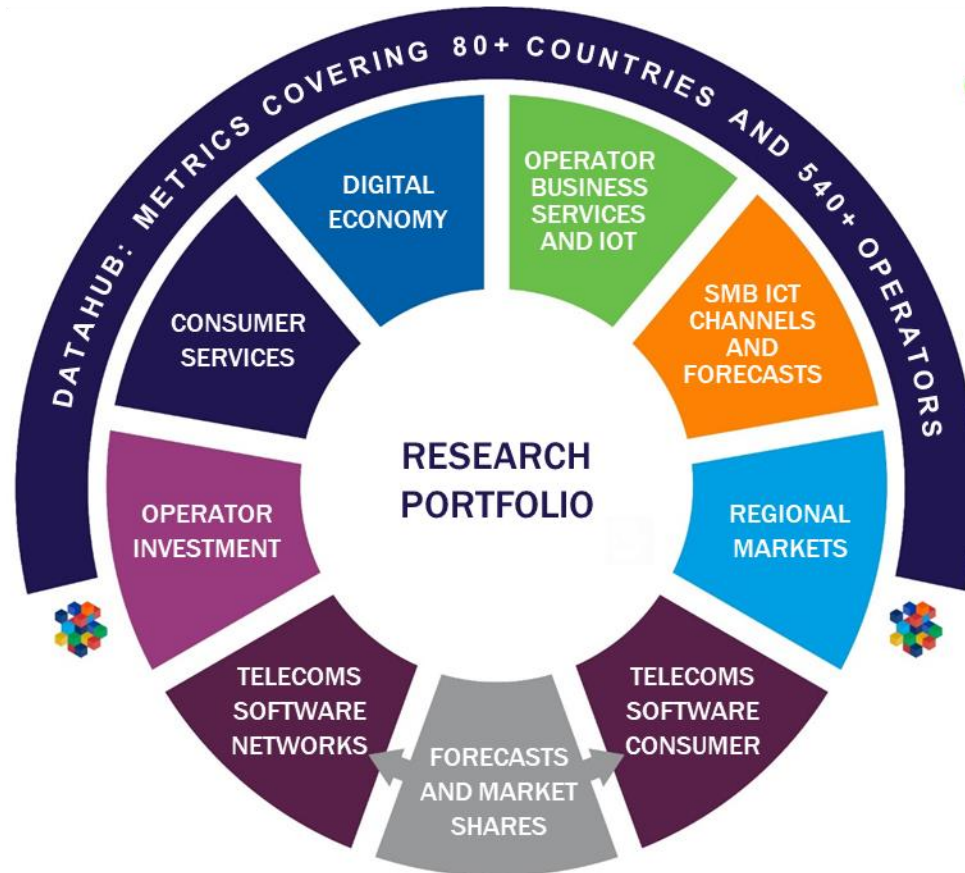 DATAHUB: METRICS COVERING 80+ COUNTRIES AND 540+ OPERATORS
DIGITAL
ECONOMY
OPERATOR
BUSINESS
SERVICES
AND IOT
SMB ICT
CHANNELS
AND
FORECASTS
REGIONAL
MARKETS
TELECOMS
SOFTWARE
CONSUMER
FORECASTS
AND MARKET
SHARES
TELECOMS
SOFTWARE
NETWORKS
OPERATOR
INVESTMENT
CONSUMER
SERVICES
RESEARCH
PORTFOLIO